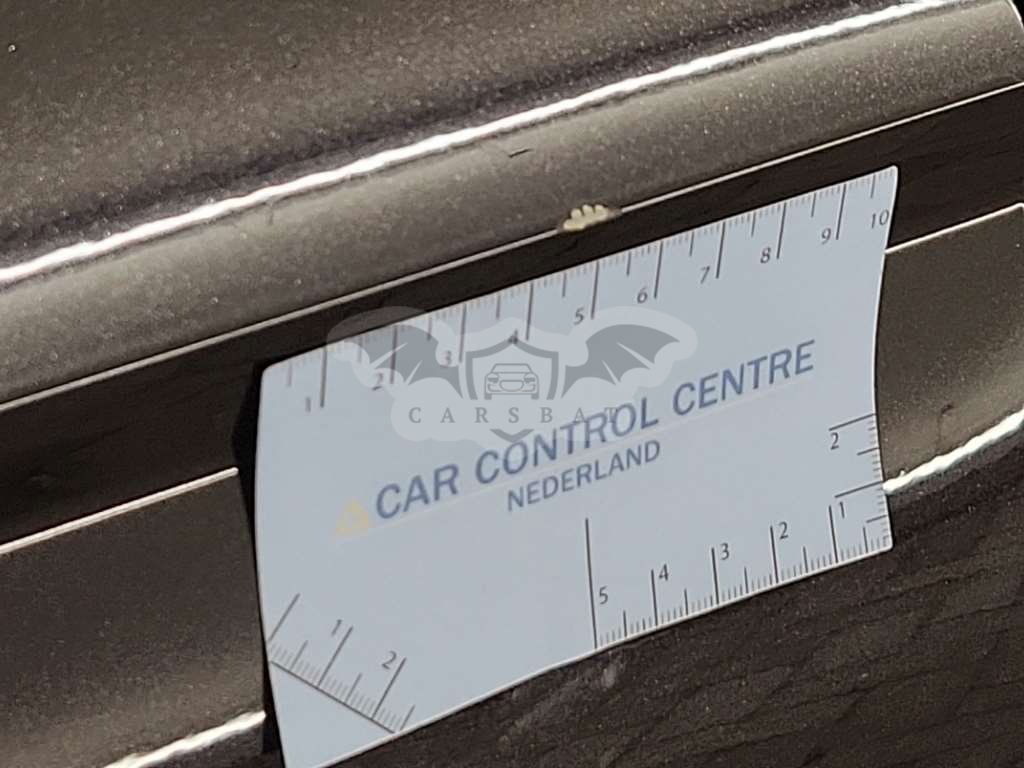 1 2 3 4 5 6 7 8 9 10
CARSBAT
CAR CONTROL CENTRE
NEDERLAND
2
1
5 4 3 2 1
1 2